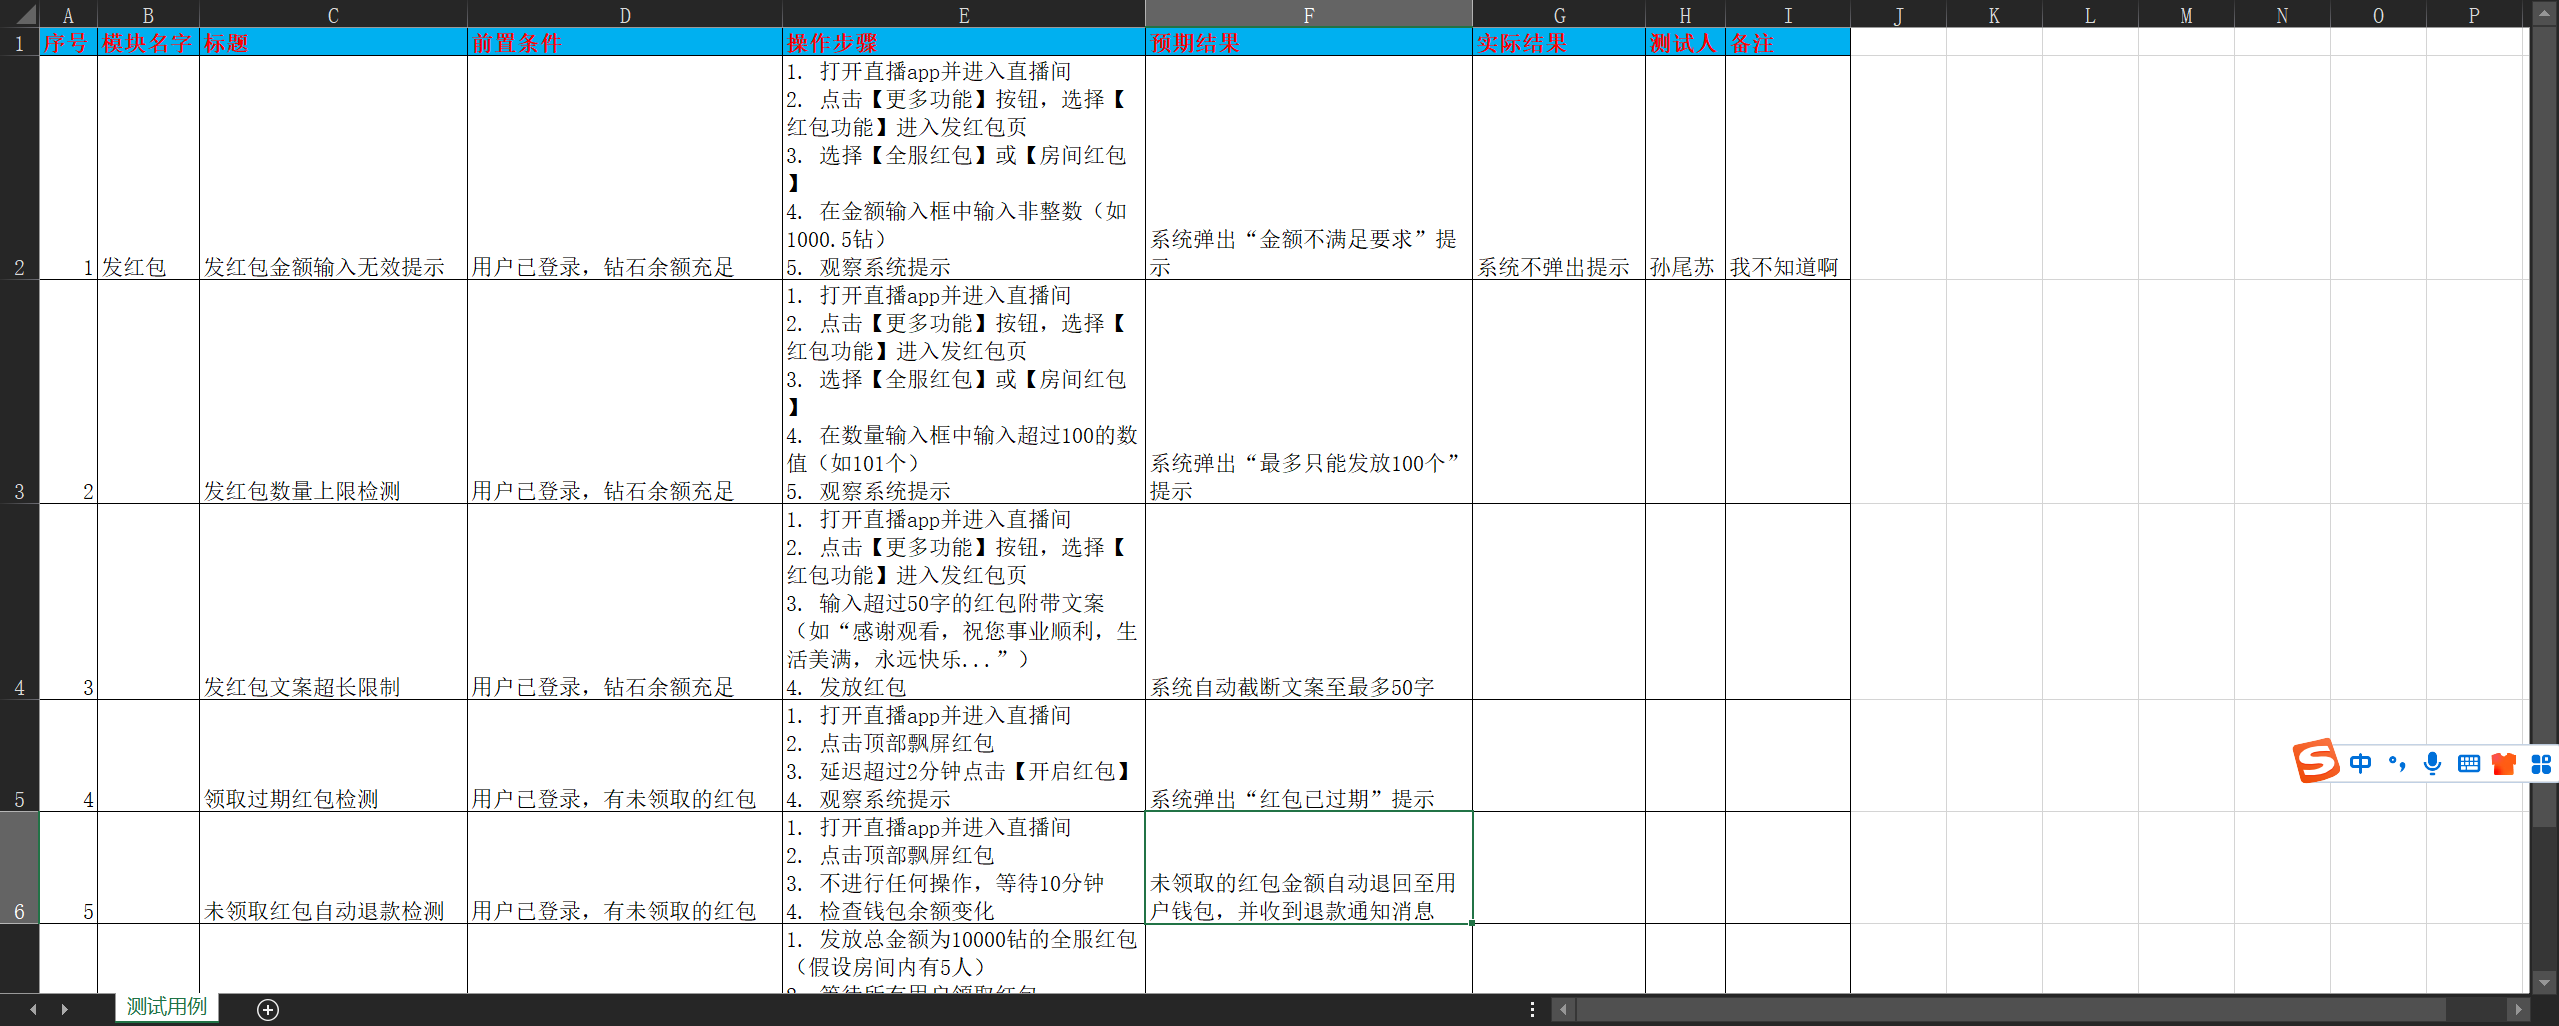 A B C D E F G H I J K L M N O P
1 序号 模块名字 标题 前置条件 操作步骤 预期结果 实际结果 测试人 备注
1. 打开直播app并进入直播间
2. 点击【更多功能】按钮，选择【
红包功能】进入发红包页
3. 选择【全服红包】或【房间红包
】
4. 在金额输入框中输入非整数（如
1000.5钻）
系统弹出“金额不满足要求”提
2 1 发红包 发红包金额输入无效提示 用户已登录，钻石余额充足 5. 观察系统提示 示 系统不弹出提示 孙尾苏 我不知道啊
1. 打开直播app并进入直播间
2. 点击【更多功能】按钮，选择【
红包功能】进入发红包页
3. 选择【全服红包】或【房间红包
】
4. 在数量输入框中输入超过100的数
值（如101个）
系统弹出“最多只能发放100个”
3 2 发红包数量上限检测 用户已登录，钻石余额充足 5. 观察系统提示 提示
1. 打开直播app并进入直播间
2. 点击【更多功能】按钮，选择【
红包功能】进入发红包页
3. 输入超过50字的红包附带文案
（如“感谢观看，祝您事业顺利，生
活美满，永远快乐...”）
4 3 发红包文案超长限制 用户已登录，钻石余额充足 4. 发放红包 系统自动截断文案至最多50字
1. 打开直播app并进入直播间
2. 点击顶部飘屏红包
3. 延迟超过2分钟点击【开启红包】
5 4 领取过期红包检测 用户已登录，有未领取的红包 4. 观察系统提示 系统弹出“红包已过期”提示
1. 打开直播app并进入直播间
2. 点击顶部飘屏红包
3. 不进行任何操作，等待10分钟
未领取的红包金额自动退回至用
6 5 未领取红包自动退款检测 用户已登录，有未领取的红包 4. 检查钱包余额变化 户钱包，并收到退款通知消息
1. 发放总金额为10000钻的全服红包
（假设房间内有5人）
2. 等待所有用户领取红包
S 中
测试用例